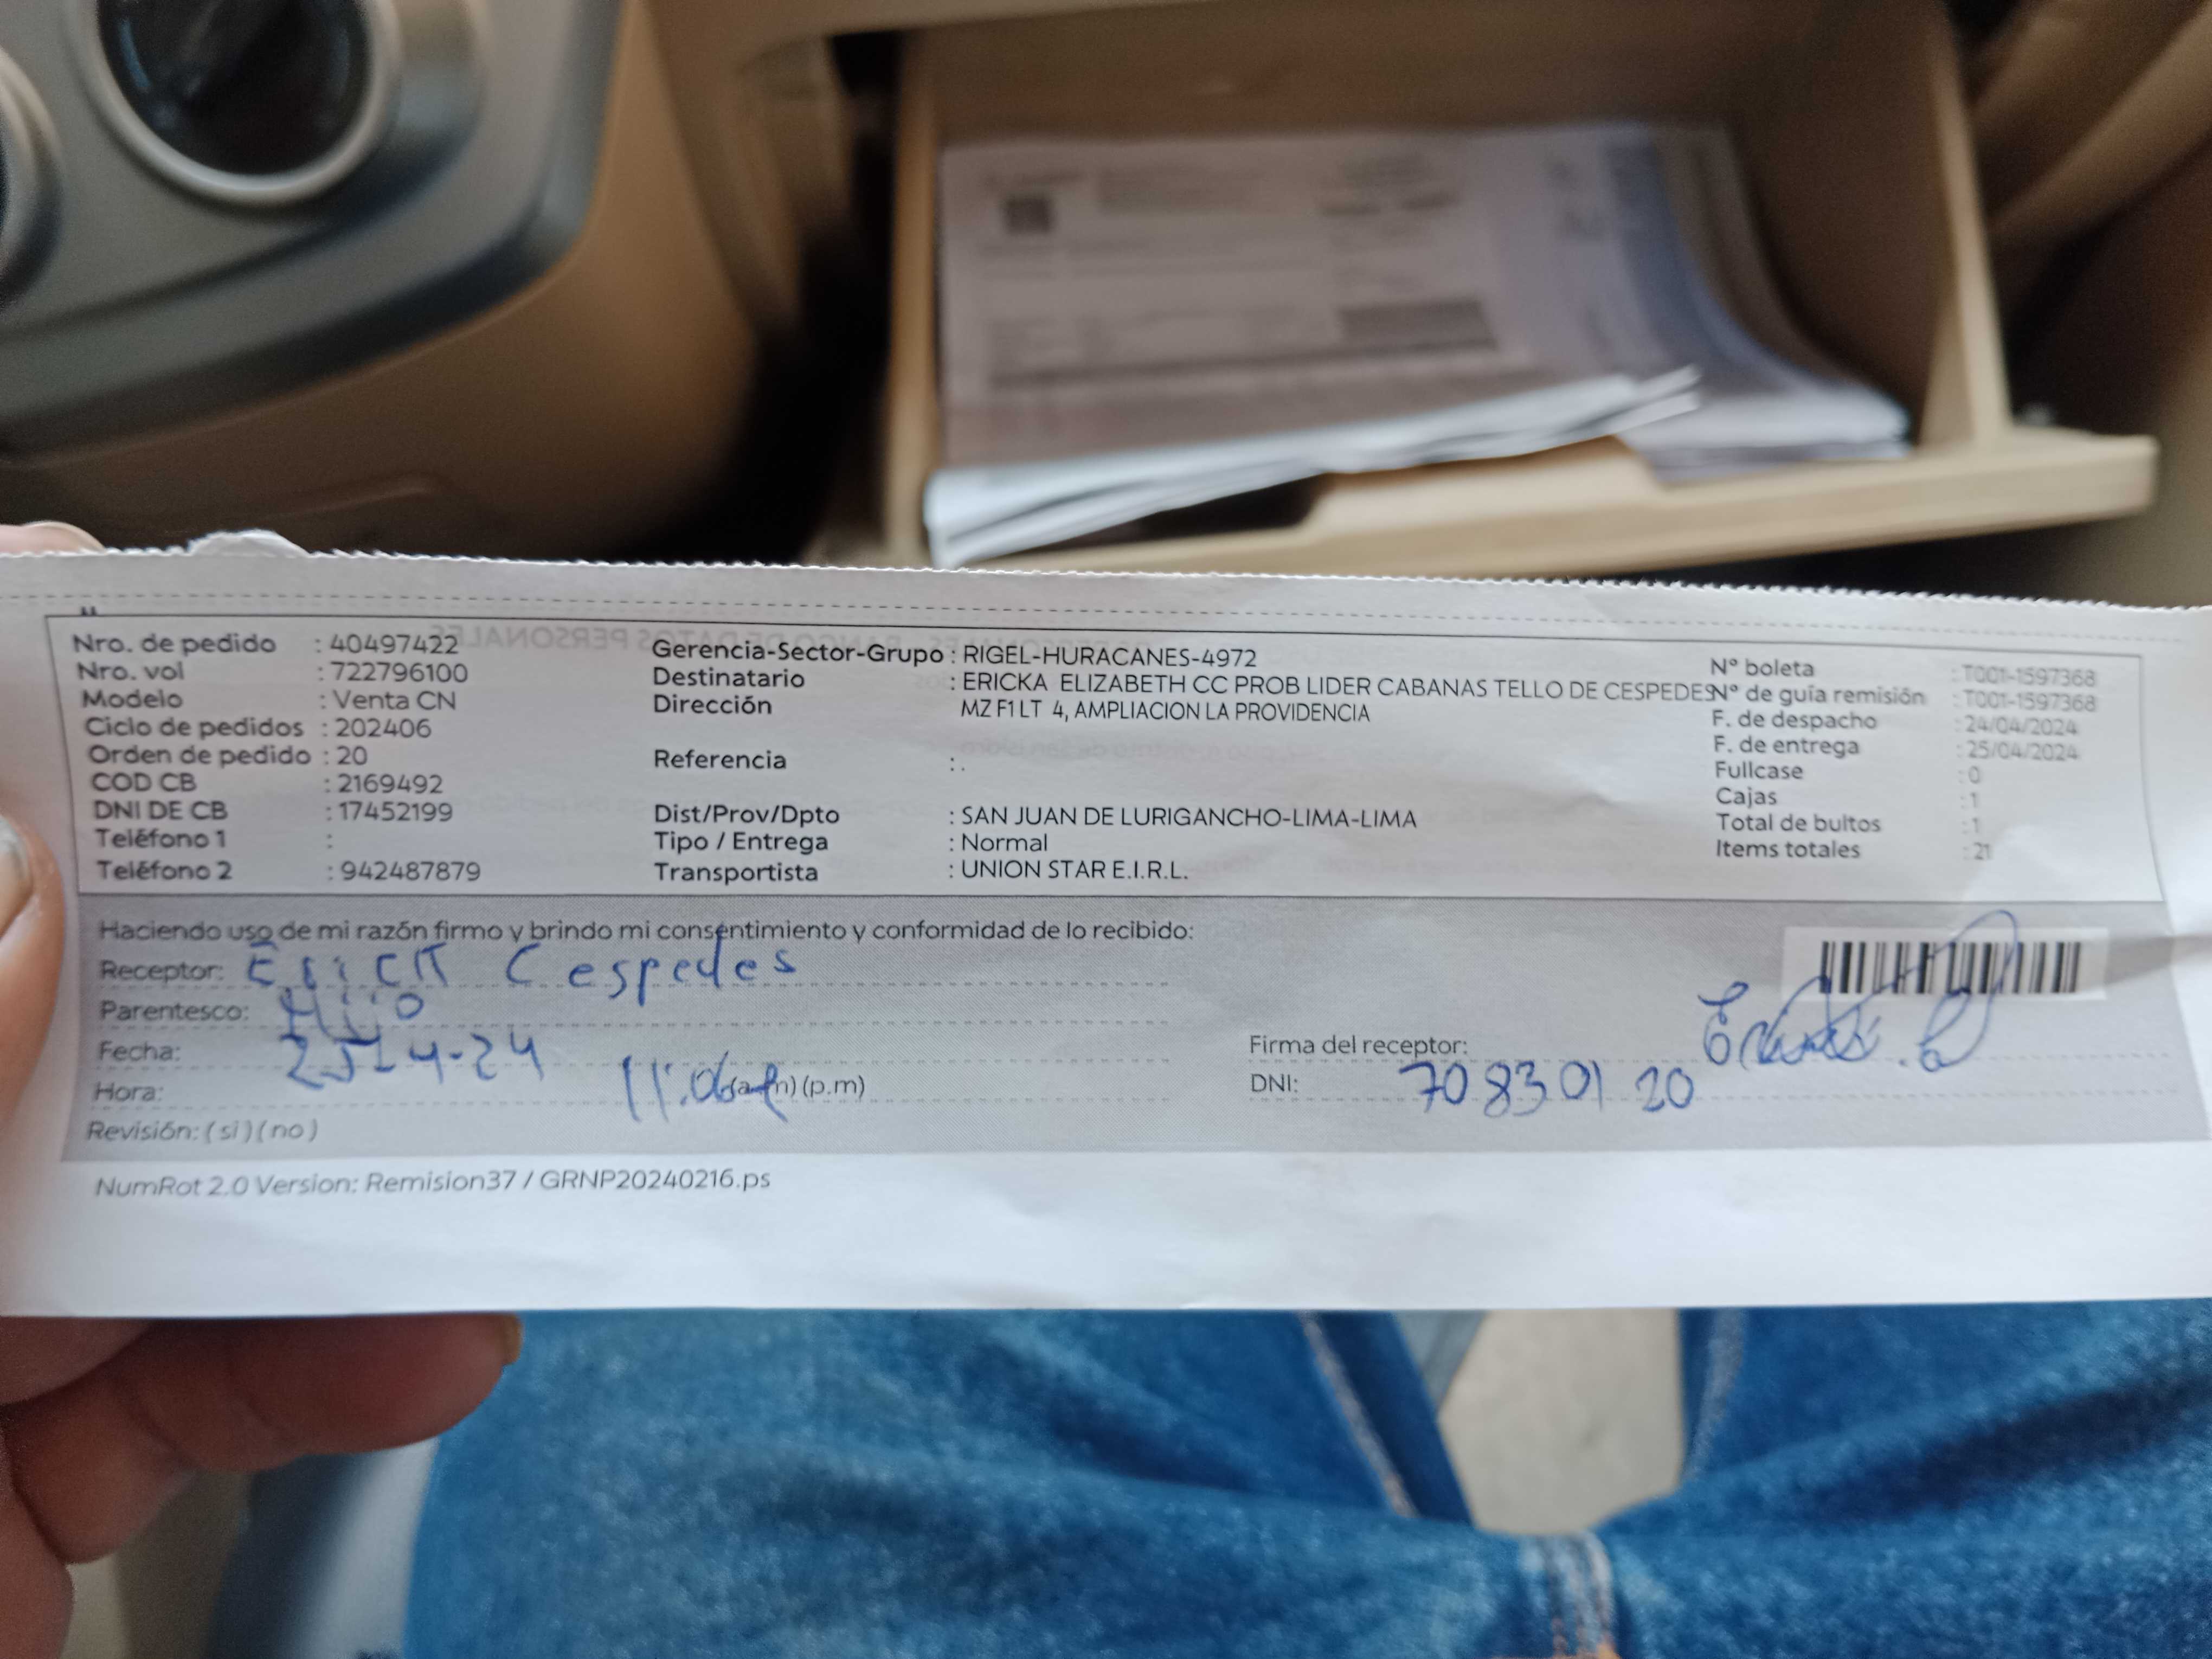 Nro. de pedido : 40497422
Nro. vol : 722796100
Modelo : Venta CN
Ciclo de pedidos : 202406
Orden de pedido : 20
COD CB : 2169492
DNI DE CB : 17452199
Teléfono 1 :
Teléfono 2 : 942487879
Gerencia-Sector-Grupo : RIGEL-HURACANES-4972
Destinatario : ERICKA ELIZABETH CC PROB LIDER CABANAS TELLO DE CESPEDES
Dirección MZ F1 LT 4, AMPLIACION LA PROVIDENCIA
Referencia : .
Dist/Prov/Dpto : SAN JUAN DE LURIGANCHO-LIMA-LIMA
Tipo / Entrega : Normal
Transportista : UNION STAR E.I.R.L.
N° boleta : T001-1597368
N° de guía remisión : T001-1597368
F. de despacho : 24/04/2024
F. de entrega : 25/04/2024
Fullcase : 0
Cajas : 1
Total de bultos : 1
Items totales : 21
Haciendo uso de mi razón firmo y brindo mi consentimiento y conformidad de lo recibido:
Receptor: Cespedes
Parentesco: Hijo
Fecha: 25-4-24
Hora: 11:06 (a.m) (p.m)
Revisión: ( si ) ( no )
Firma del receptor:
DNI: 70830120
NumRot 2.0 Version: Remision37 / GRNP20240216.ps